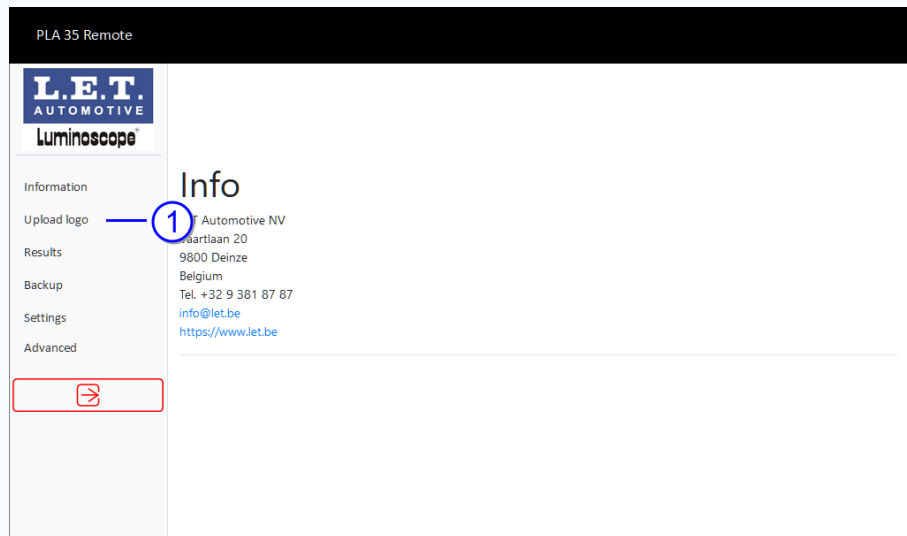 PLA 35 Remote
L.E.T.
AUTOMOTIVE
Luminoscope®
Information
Upload logo
Results
Backup
Settings
Advanced
1
Info
T Automotive NV
aartlaan 20
9800 Deinze
Belgium
Tel. +32 9 381 87 87
info@let.be
https://www.let.be